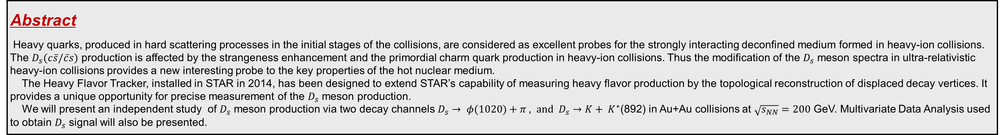 Abstract
Heavy quarks, produced in hard scattering processes in the initial stages of the collisions, are considered as excellent probes for the strongly interacting deconfined medium formed in heavy-ion collisions.
The $D_s(c\bar{s}/\bar{c}s)$ production is affected by the strangeness enhancement and the primordial charm quark production in heavy-ion collisions. Thus the modification of the $D_s$ meson spectra in ultra-relativistic
heavy-ion collisions provides a new interesting probe to the key properties of the hot nuclear medium.
The Heavy Flavor Tracker, installed in STAR in 2014, has been designed to extend STAR’s capability of measuring heavy flavor production by the topological reconstruction of displaced decay vertices. It
provides a unique opportunity for precise measurement of the $D_s$ meson production.
We will present an independent study of $D_s$ meson production via two decay channels $D_s \rightarrow \phi(1020) + \pi$ , and $D_s \rightarrow K + K^*$(892) in Au+Au collisions at $\sqrt{s_{NN}} = 200$ GeV. Multivariate Data Analysis used
to obtain $D_s$ signal will also be presented.